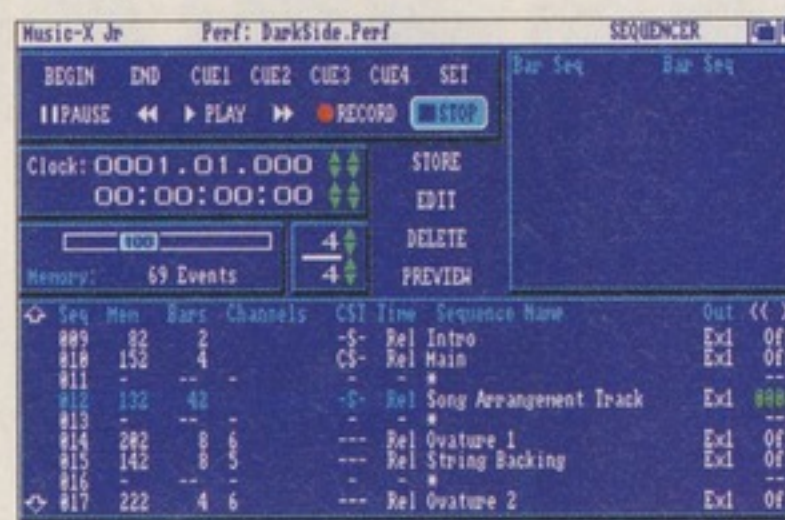 Music-X Jr Perf: DarkSide.Perf SEQUENCER
BEGIN END CUE1 CUE2 CUE3 CUE4 SET
PAUSE PLAY RECORD STOP
Bar Seq Bar Seq
Clock: 0001.01.000
00:00:00:00
STORE
EDIT
DELETE
PREVIEW
100
4
4
Memory: 69 Events
Seq Mem Bars Channels CST Time Sequence Name Out <<
009 82 2 -S- Rel Intro Ex1 Of
010 152 4 CS- Rel Main Ex1 Of
011 - -- - - - --
012 132 42 -S- Rel Song Arrangement Track Ex1
013 - -- - - - --
014 202 8 6 --- Rel Ovature 1 Ex1 Of
015 142 8 5 --- Rel String Backing Ex1 Of
016 - -- - - - --
017 222 4 6 --- Rel Ovature 2 Ex1 Of